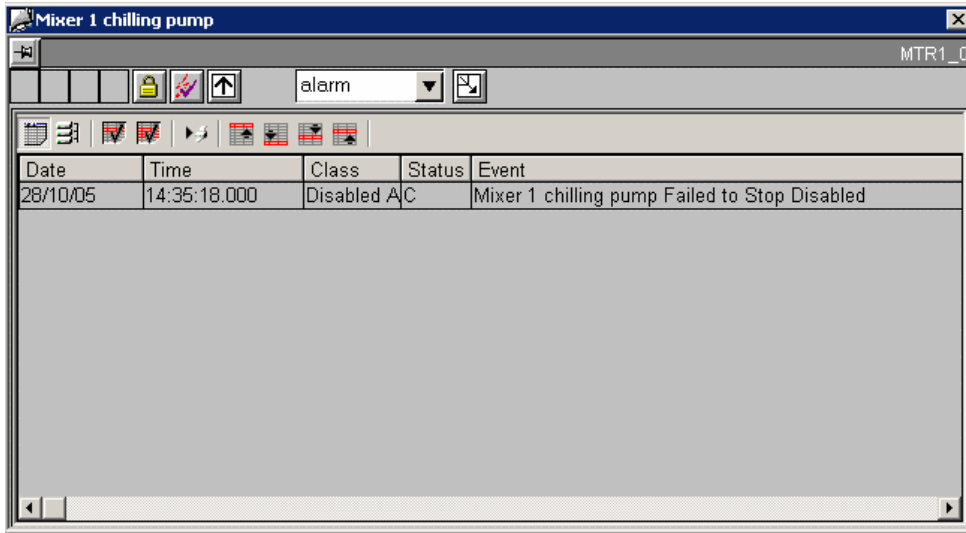 Mixer 1 chilling pump
MTR1_
alarm
Date Time Class Status Event
28/10/05 14:35:18.000 Disabled A C Mixer 1 chilling pump Failed to Stop Disabled